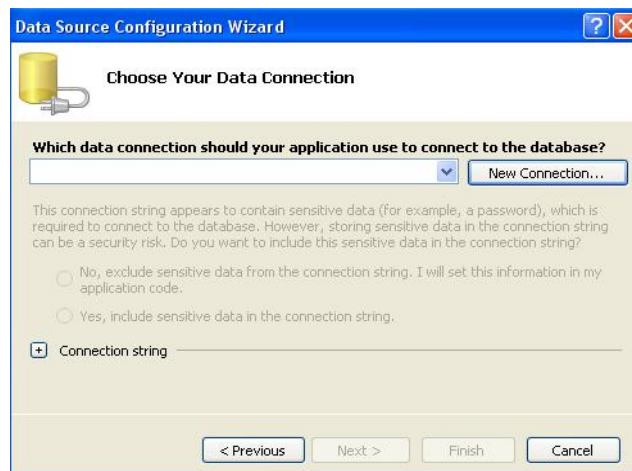 Data Source Configuration Wizard
Choose Your Data Connection
Which data connection should your application use to connect to the database?
New Connection...
This connection string appears to contain sensitive data (for example, a password), which is
required to connect to the database. However, storing sensitive data in the connection string
can be a security risk. Do you want to include this sensitive data in the connection string?
No, exclude sensitive data from the connection string. I will set this information in my
application code.
Yes, include sensitive data in the connection string.
Connection string
< Previous
Next >
Finish
Cancel